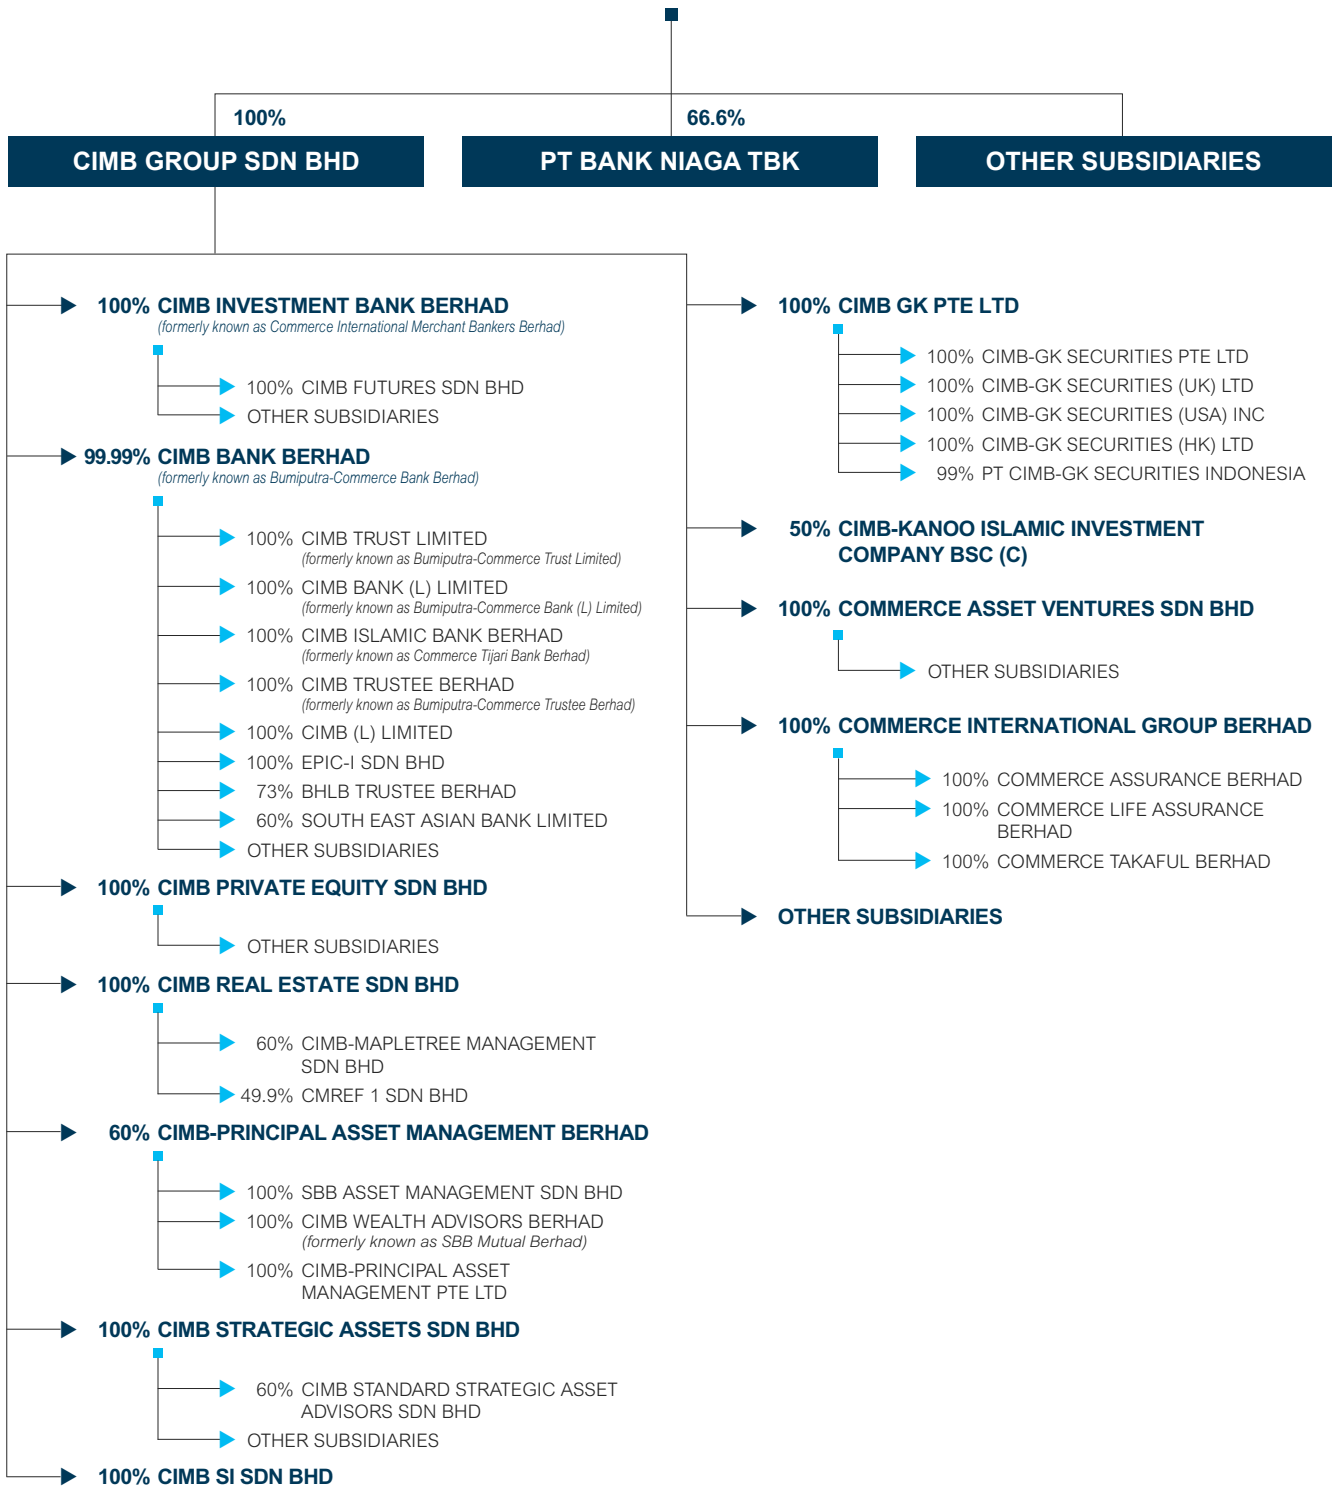 100%
66.6%
CIMB GROUP SDN BHD
PT BANK NIAGA TBK
OTHER SUBSIDIARIES
100% CIMB INVESTMENT BANK BERHAD
(formerly known as Commerce International Merchant Bankers Berhad)
100% CIMB FUTURES SDN BHD
OTHER SUBSIDIARIES
99.99% CIMB BANK BERHAD
(formerly known as Bumiputra-Commerce Bank Berhad)
100% CIMB TRUST LIMITED
(formerly known as Bumiputra-Commerce Trust Limited)
100% CIMB BANK (L) LIMITED
(formerly known as Bumiputra-Commerce Bank (L) Limited)
100% CIMB ISLAMIC BANK BERHAD
(formerly known as Commerce Tijari Bank Berhad)
100% CIMB TRUSTEE BERHAD
(formerly known as Bumiputra-Commerce Trustee Berhad)
100% CIMB (L) LIMITED
100% EPIC-I SDN BHD
73% BHLB TRUSTEE BERHAD
60% SOUTH EAST ASIAN BANK LIMITED
OTHER SUBSIDIARIES
100% CIMB PRIVATE EQUITY SDN BHD
OTHER SUBSIDIARIES
100% CIMB REAL ESTATE SDN BHD
60% CIMB-MAPLETREE MANAGEMENT
SDN BHD
49.9% CMREF 1 SDN BHD
60% CIMB-PRINCIPAL ASSET MANAGEMENT BERHAD
100% SBB ASSET MANAGEMENT SDN BHD
100% CIMB WEALTH ADVISORS BERHAD
(formerly known as SBB Mutual Berhad)
100% CIMB-PRINCIPAL ASSET
MANAGEMENT PTE LTD
100% CIMB STRATEGIC ASSETS SDN BHD
60% CIMB STANDARD STRATEGIC ASSET
ADVISORS SDN BHD
OTHER SUBSIDIARIES
100% CIMB SI SDN BHD
100% CIMB GK PTE LTD
100% CIMB-GK SECURITIES PTE LTD
100% CIMB-GK SECURITIES (UK) LTD
100% CIMB-GK SECURITIES (USA) INC
100% CIMB-GK SECURITIES (HK) LTD
99% PT CIMB-GK SECURITIES INDONESIA
50% CIMB-KANOO ISLAMIC INVESTMENT
COMPANY BSC (C)
100% COMMERCE ASSET VENTURES SDN BHD
OTHER SUBSIDIARIES
100% COMMERCE INTERNATIONAL GROUP BERHAD
100% COMMERCE ASSURANCE BERHAD
100% COMMERCE LIFE ASSURANCE
BERHAD
100% COMMERCE TAKAFUL BERHAD
OTHER SUBSIDIARIES